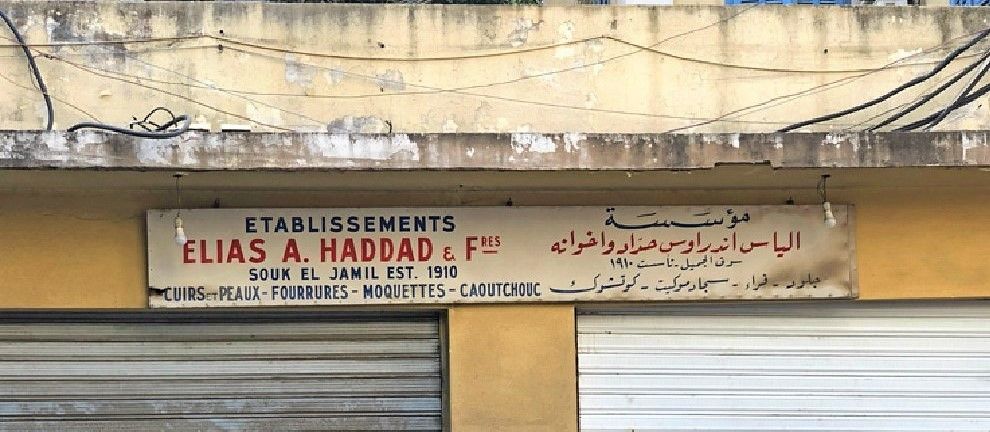 ETABLISSEMENTS
ELIAS A. HADDAD & FRES
SOUK EL JAMIL EST. 1910
CUIRS ET PEAUX - FOURRURES - MOQUETTES - CAOUTCHOUC
مؤسسة
الياس اندراوس حداد واخوانه
سوق الجميل - تأسست ١٩١٠
جلود - فراء - سجاد موكيت - كوتشوك